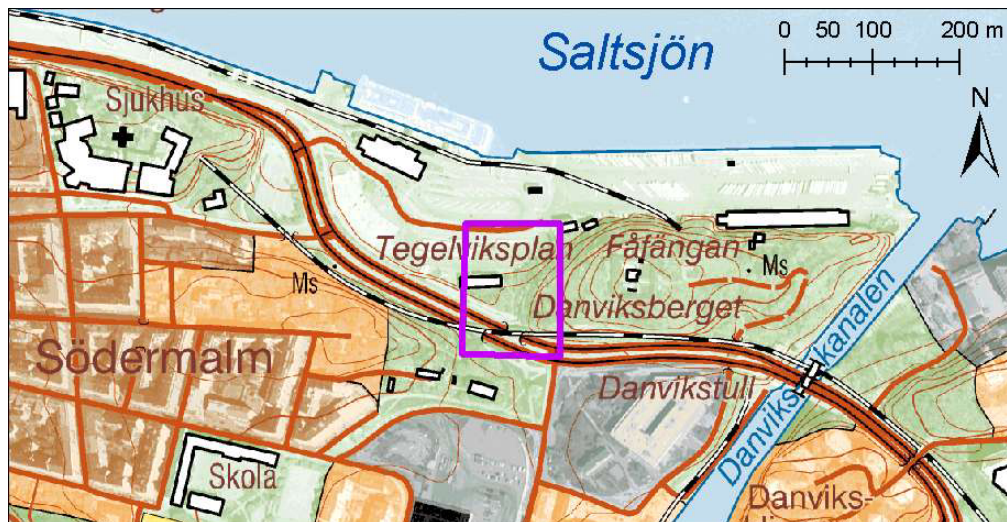 Saltsjön
0 50 100 200 m
N
Sjukhus
Tegelviksplan
Fåfängan
Ms
Ms
Danviksberget
Södermalm
Danvikstull
Danvikskanalen
Skola
Danviks-